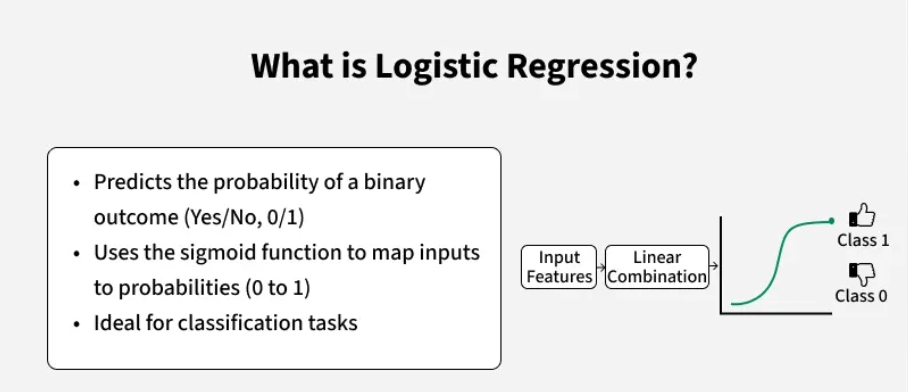 What is Logistic Regression?
• Predicts the probability of a binary
outcome (Yes/No, 0/1)
• Uses the sigmoid function to map inputs
to probabilities (0 to 1)
• Ideal for classification tasks
Input
Features
Linear
Combination
Class 1
Class 0